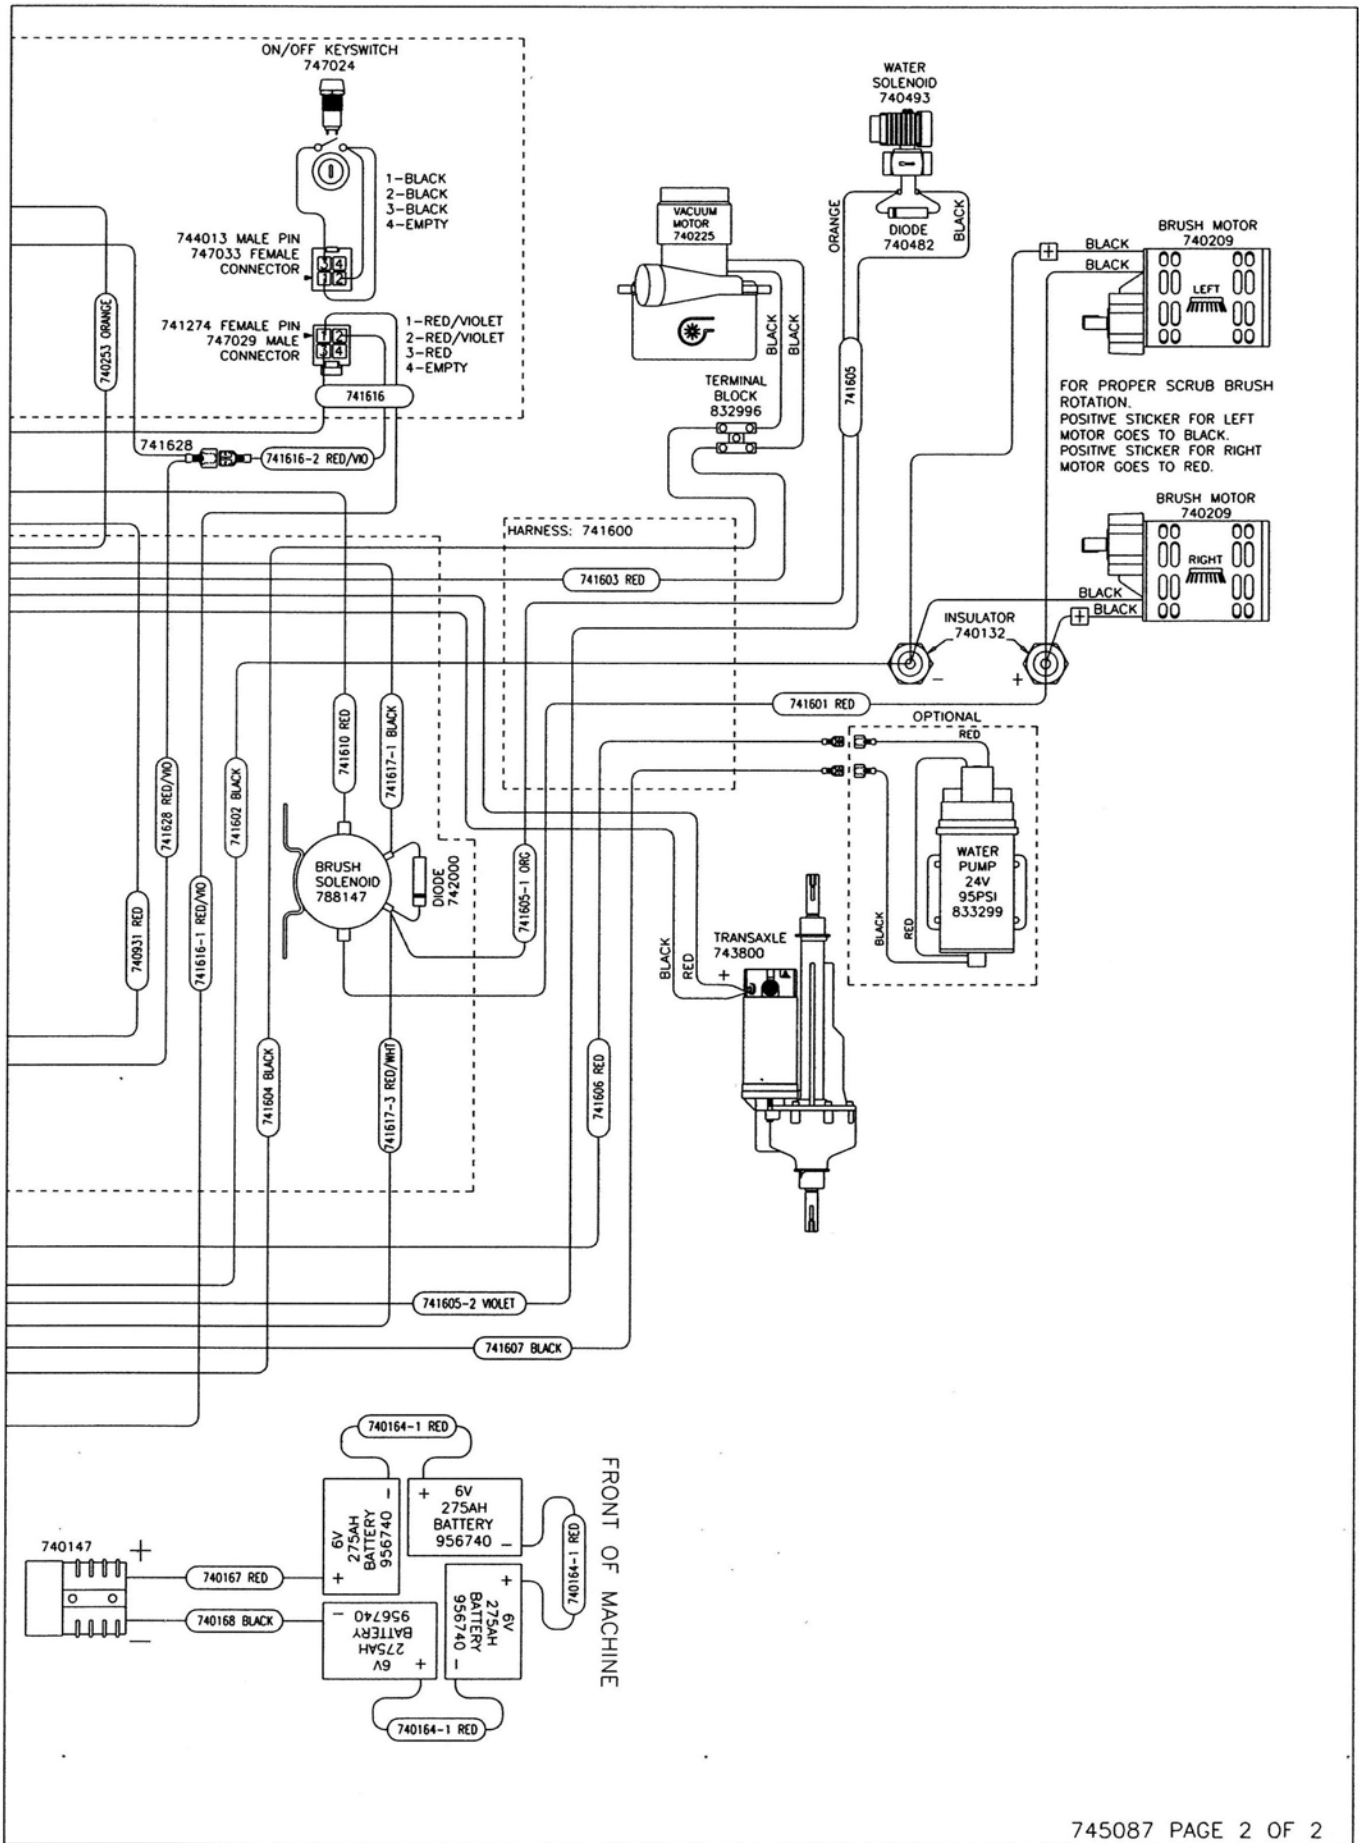 ON/OFF KEYSWITCH
747024
1-BLACK
2-BLACK
3-BLACK
4-EMPTY
744013 MALE PIN
747033 FEMALE
CONNECTOR
3 4
1 2
741274 FEMALE PIN
747029 MALE
CONNECTOR
1 2
3 4
1-RED/VIOLET
2-RED/VIOLET
3-RED
4-EMPTY
741616
740253 ORANGE
741628
741616-2 RED/VIO
WATER
SOLENOID
740493
DIODE
740482
ORANGE
BLACK
VACUUM
MOTOR
740225
BLACK
BLACK
TERMINAL
BLOCK
832996
741605
BRUSH MOTOR
740209
LEFT
+
BLACK
BLACK
FOR PROPER SCRUB BRUSH
ROTATION.
POSITIVE STICKER FOR LEFT
MOTOR GOES TO BLACK.
POSITIVE STICKER FOR RIGHT
MOTOR GOES TO RED.
BRUSH MOTOR
740209
RIGHT
BLACK
+ BLACK
INSULATOR
740132
- +
HARNESS: 741600
741603 RED
741601 RED
OPTIONAL
RED
WATER
PUMP
24V
95PSI
833299
BLACK
RED
741610 RED
741617-1 BLACK
741628 RED/VIO
741602 BLACK
BRUSH
SOLENOID
788147
DIODE
742000
741605-1 ORG
740931 RED
741616-1 RED/VIO
TRANSAXLE
743800
BLACK
RED
+
741604 BLACK
741617-3 RED/WHT
741606 RED
741605-2 VIOLET
741607 BLACK
740164-1 RED
6V
275AH
BATTERY
956740
+ -
6V
275AH
BATTERY
956740
+ -
740164-1 RED
FRONT OF MACHINE
740147
+
-
740167 RED
740168 BLACK
6V
275AH
BATTERY
956740
+ -
6V
275AH
BATTERY
956740
+ -
740164-1 RED
745087 PAGE 2 OF 2